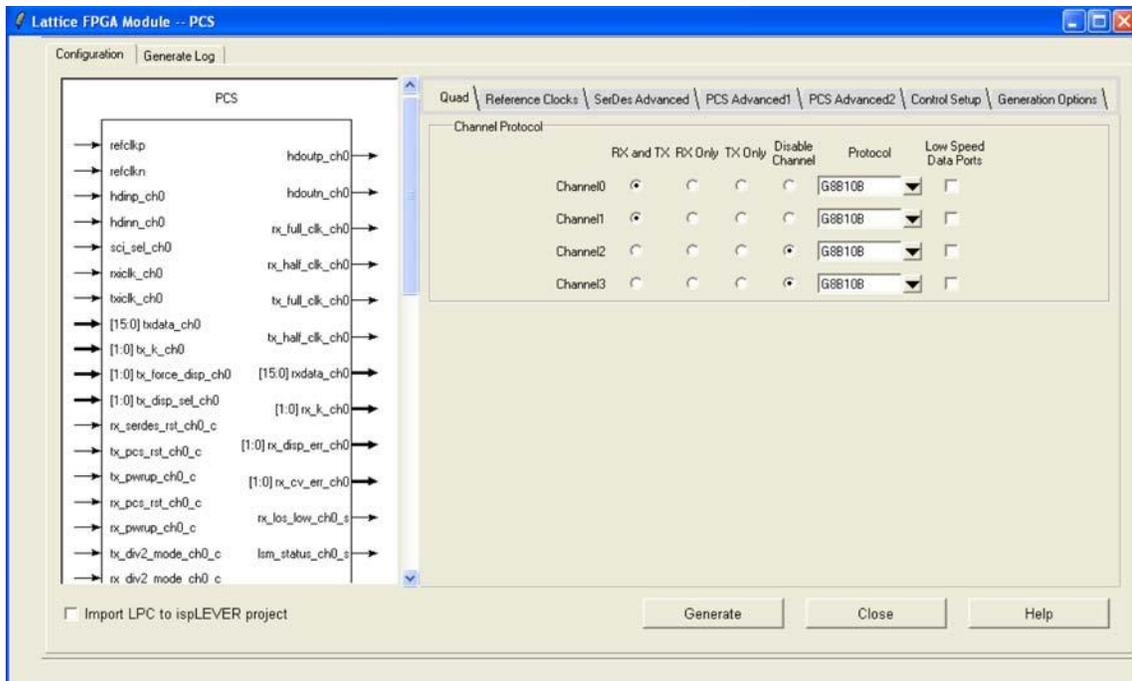 Lattice FPGA Module -- PCS
Configuration
Generate Log
PCS
refclkp
refclkn
hdinp_ch0
hdinn_ch0
sci_sel_ch0
rxiclk_ch0
txiclk_ch0
[15:0] txdata_ch0
[1:0] tx_k_ch0
[1:0] tx_force_disp_ch0
[1:0] tx_disp_sel_ch0
rx_serdes_rst_ch0_c
tx_pcs_rst_ch0_c
tx_pwrup_ch0_c
rx_pcs_rst_ch0_c
rx_pwrup_ch0_c
tx_div2_mode_ch0_c
rx_div2_mode_ch0_c
hdoutp_ch0
hdoutn_ch0
rx_full_clk_ch0
rx_half_clk_ch0
tx_full_clk_ch0
tx_half_clk_ch0
[15:0] rxdata_ch0
[1:0] rx_k_ch0
[1:0] rx_disp_err_ch0
[1:0] rx_cv_err_ch0
rx_los_low_ch0_s
lsm_status_ch0_s
Quad
Reference Clocks
SerDes Advanced
PCS Advanced1
PCS Advanced2
Control Setup
Generation Options
Channel Protocol
RX and TX RX Only TX Only Disable Channel Protocol Low Speed Data Ports
Channel0 G8B10B
Channel1 G8B10B
Channel2 G8B10B
Channel3 G8B10B
Import LPC to ispLEVER project
Generate
Close
Help